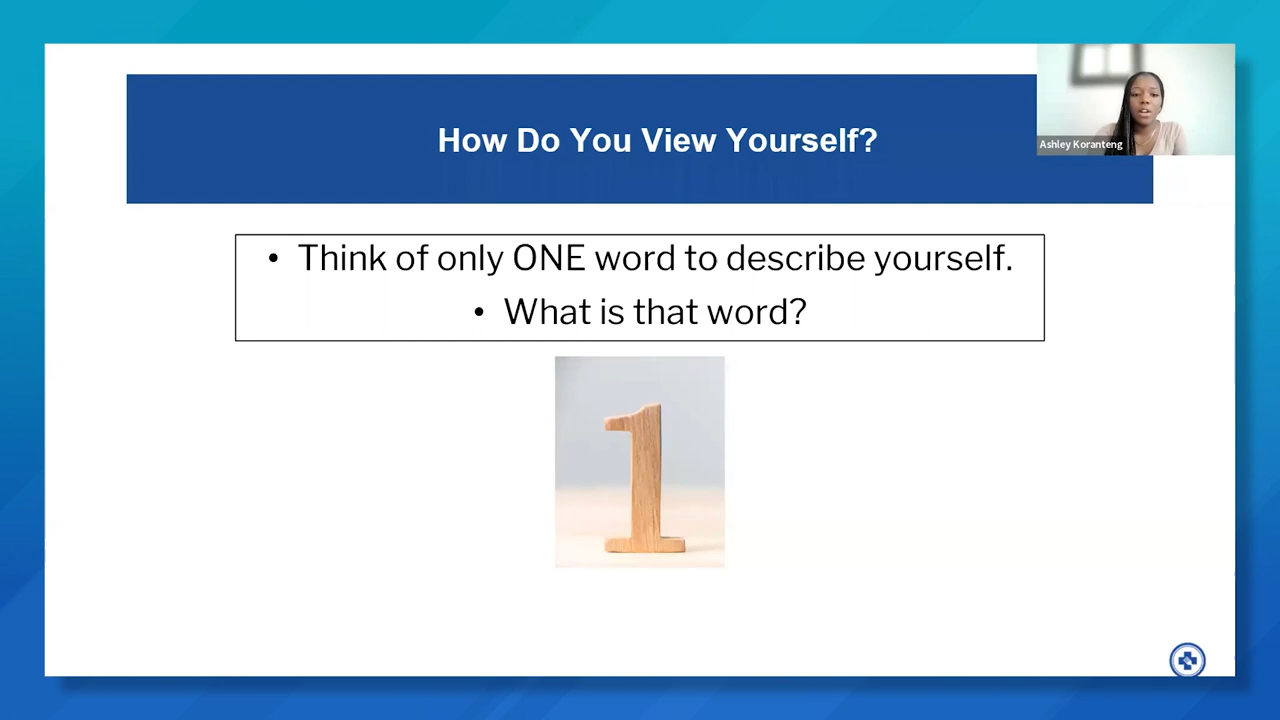 How Do You View Yourself?
Ashley Koranteng
• Think of only ONE word to describe yourself.
• What is that word?
1